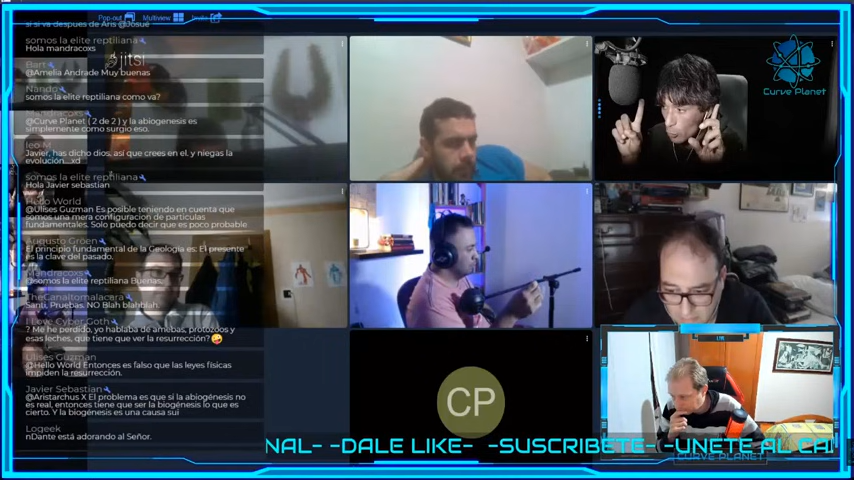 Pop-out Multiview Invite
si si va despues de Aris @Josue
somos la elite reptiliana
Hola mandracoxs
jitsi
Bart
@Amelia Andrade Muy buenas
Nando
somos la elite reptiliana como va?
Mandracoxs
@Curve Planet ( 2 de 2 ) y la abiogenesis es
simplemente como surgio eso.
leo M
Javier, has dicho dios, asi que crees en el, y niegas la
evolución...xd
somos la elite reptiliana
Hola Javier sebastian
Hello World
@Ulises Guzman Es posible teniendo en cuenta que
somos una mera configuracion de particulas
fundamentales. Solo puedo decir que es poco probable
Augusto Groen
El principio fundamental de la Geologia es: El presente
es la clave del pasado.
Mandracoxs
@somos la elite reptiliana Buenas.
TheCanaltomalacara
Santi, Pruebas. NO Blah blahblah.
I Love Cyber Goth
? Me he perdido, yo hablaba de amebas, protozoos y
esas leches, que tiene que ver la resurrección?
Ulises Guzman
@Hello World Entonces es falso que las leyes físicas
impiden la resurrección.
Javier Sebastian
@Aristarchus X El problema es que si la abiogénesis no
es real, entonces tiene que ser la biogénesis lo que es
cierto. Y la biogénesis es una causa sui
Logeek
nDante está adorando al Señor.
Curve Planet
CP
LIVE
NAL- -DALE LIKE- -SUSCRIBETE- -UNETE AL CA
CURVE PLANET